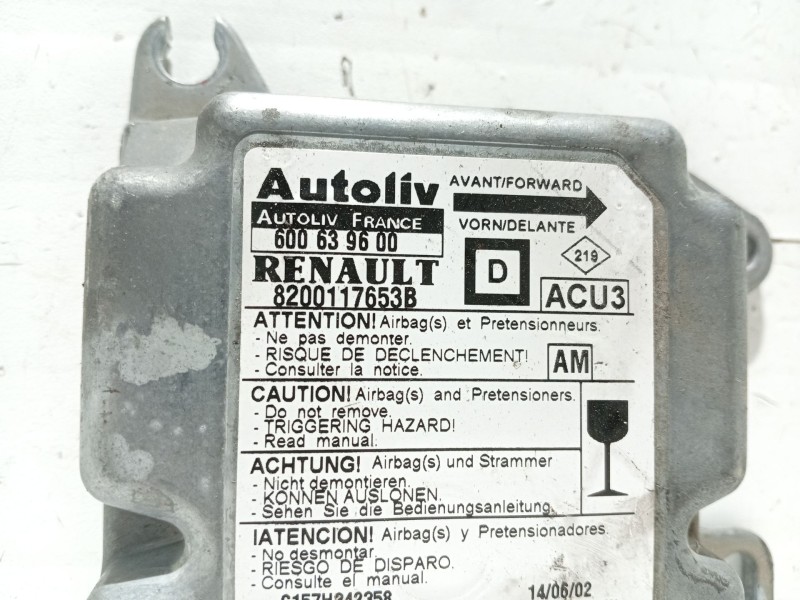 Autoliv
AVANT/FORWARD
AUTOLIV FRANCE
VORN/DELANTE
600 63 96 00
RENAULT
D
219
8200117653B
ACU3
ATTENTION! Airbag(s) et Pretensionneurs.
- Ne pas demonter.
- RISQUE DE DECLENCHEMENT!
- Consulter la notice.
AM
CAUTION! Airbag(s) and Pretensioners.
- Do not remove.
- TRIGGERING HAZARD!
- Read manual.
ACHTUNG! Airbag(s) und Strammer
- Nicht demontieren.
- KONNEN AUSLONEN.
- Sehen Sie die Bedienungsanleitung.
IATENCION! Airbag(s) y Pretensionadores.
- No desmontar.
- RIESGO DE DISPARO.
- Consulte el manual.
14/06/02